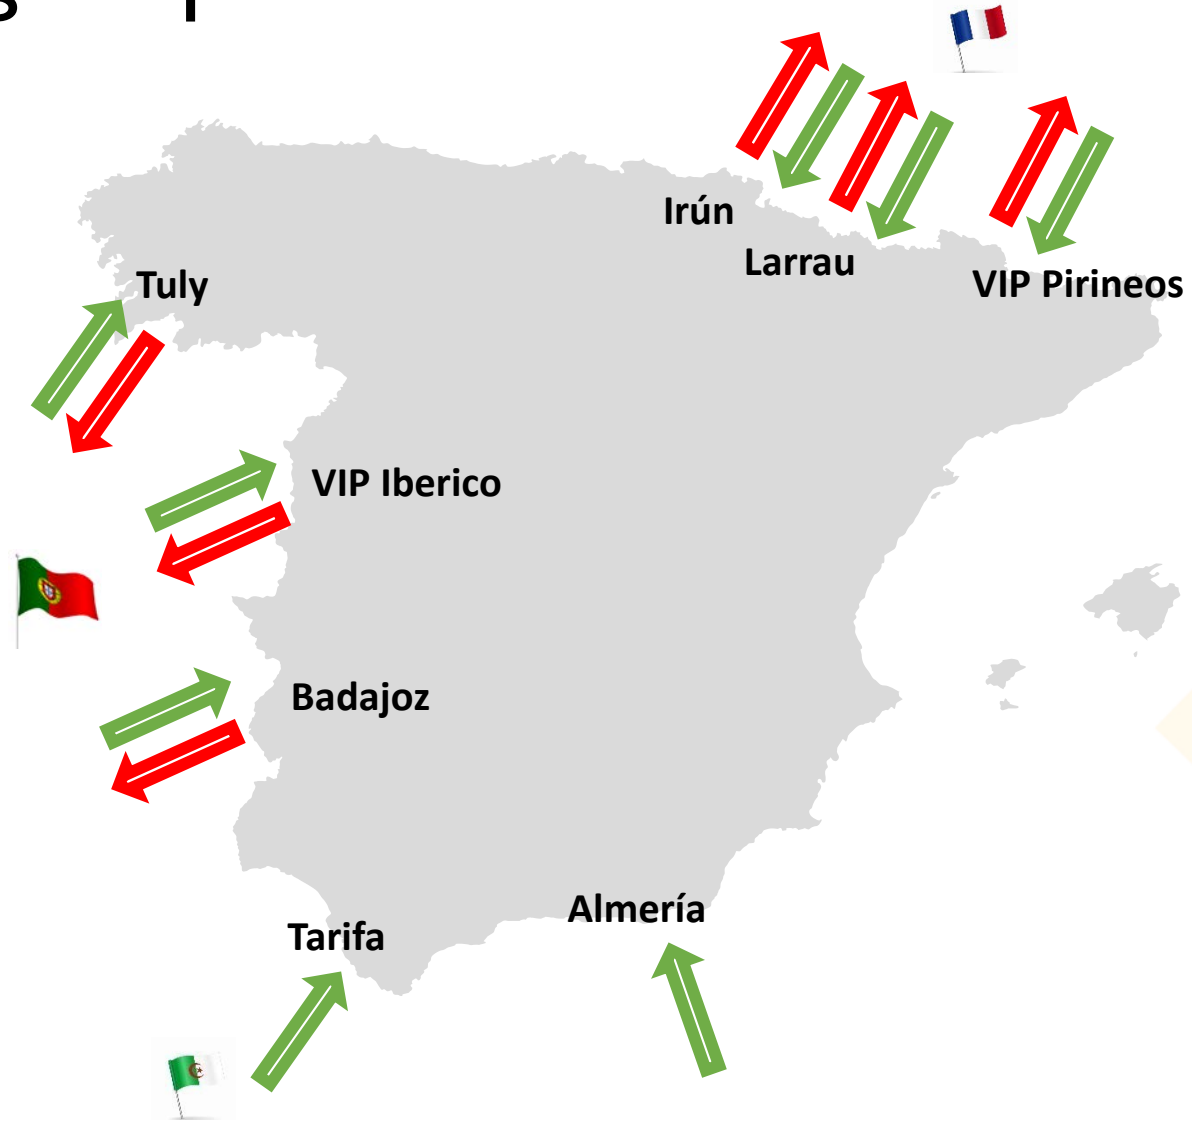 Irún
Larrau
VIP Pirineos
Tuly
VIP Iberico
Badajoz
Almería
Tarifa